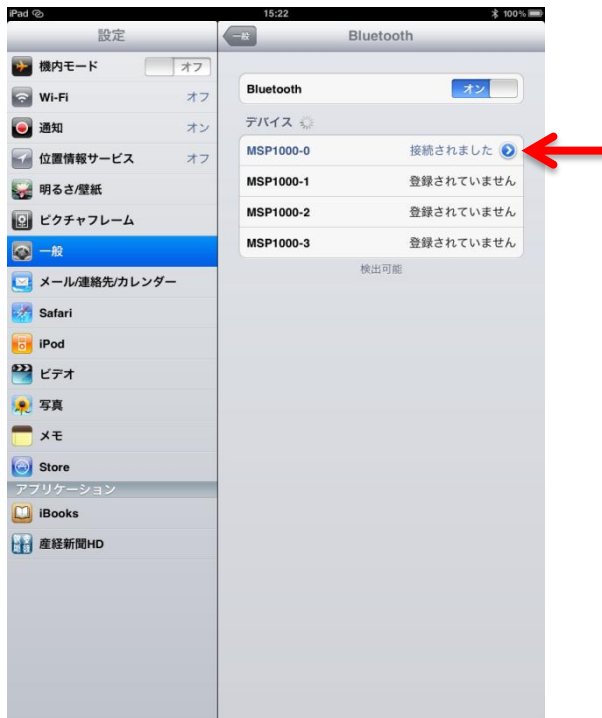 iPad 15:22 100%
設定
機内モード オフ
Wi-Fi オフ
通知 オン
位置情報サービス オフ
明るさ/壁紙
ピクチャフレーム
一般
メール/連絡先/カレンダー
Safari
iPod
ビデオ
写真
メモ
Store
アプリケーション
iBooks
産経新聞HD
一般 Bluetooth
Bluetooth オン
デバイス
MSP1000-0 接続されました
MSP1000-1 登録されていません
MSP1000-2 登録されていません
MSP1000-3 登録されていません
検出可能